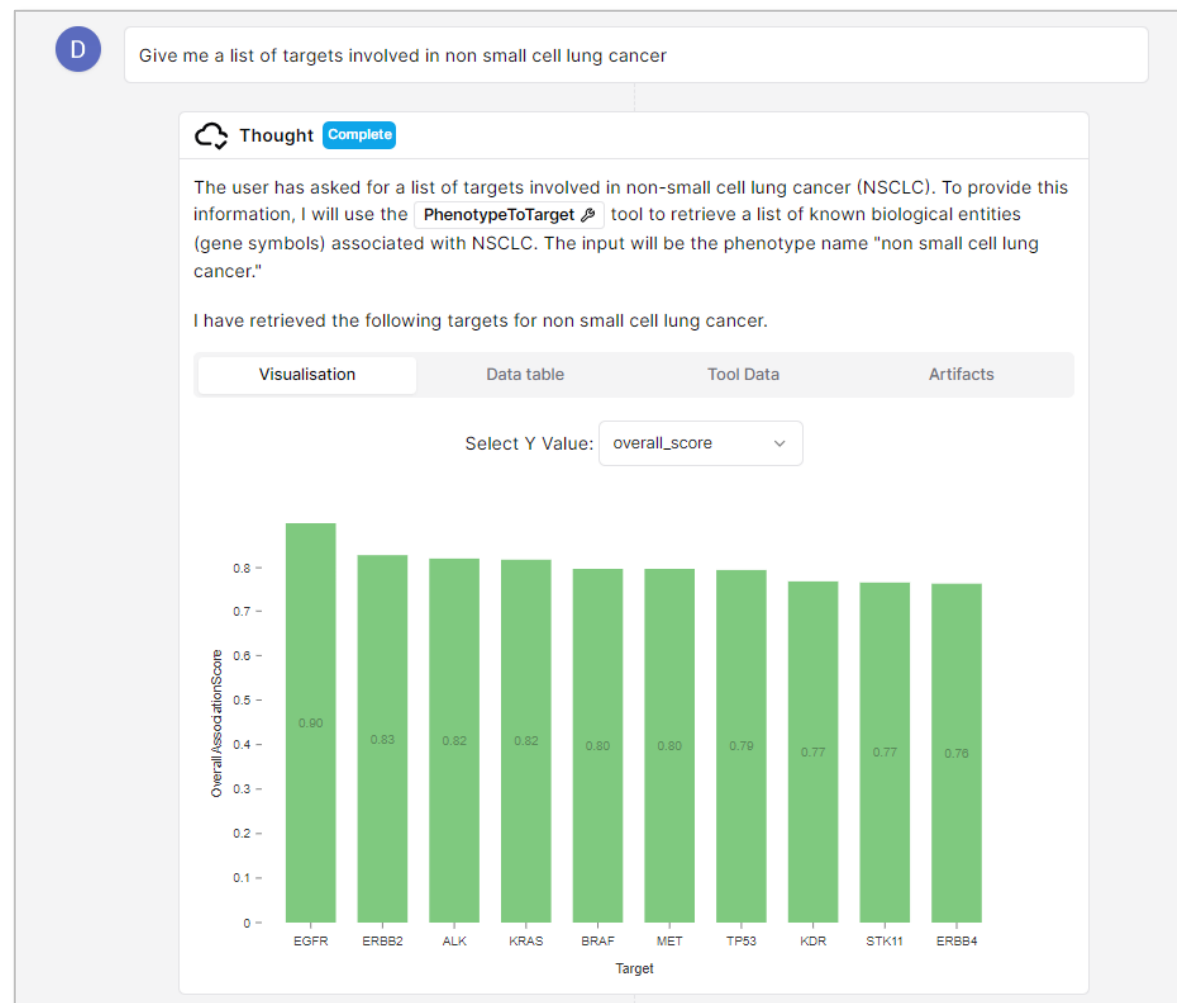 D
Give me a list of targets involved in non small cell lung cancer
Thought Complete
The user has asked for a list of targets involved in non-small cell lung cancer (NSCLC). To provide this
information, I will use the PhenotypeToTarget tool to retrieve a list of known biological entities
(gene symbols) associated with NSCLC. The input will be the phenotype name "non small cell lung
cancer."
I have retrieved the following targets for non small cell lung cancer.
Visualisation Data table Tool Data Artifacts
Select Y Value: overall_score
Overall AssociationScore
0.8
0.7
0.6
0.5
0.4
0.3
0.2
0.1
0
0.90 0.83 0.82 0.82 0.80 0.80 0.79 0.77 0.77 0.76
EGFR ERBB2 ALK KRAS BRAF MET TP53 KDR STK11 ERBB4
Target